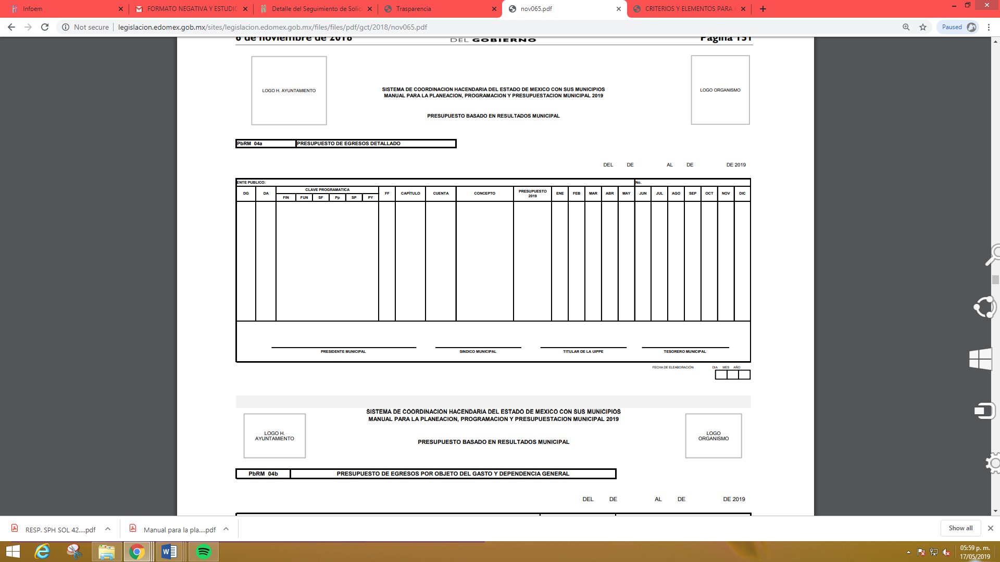 Infoem
FORMATO NEGATIVA Y ESTUDIO
Detalle del Seguimiento de Solici
Trasparencia
nov065.pdf
CRITERIOS Y ELEMENTOS PARA
Not secure
legislacion.edomex.gob.mx/sites/legislacion.edomex.gob.mx/files/files/pdf/gct/2018/nov065.pdf
Paused
6 de noviembre de 2018
DEL GOBIERNO
Página 151
LOGO H. AYUNTAMIENTO
SISTEMA DE COORDINACION HACENDARIA DEL ESTADO DE MEXICO CON SUS MUNICIPIOS
MANUAL PARA LA PLANEACION, PROGRAMACION Y PRESUPUESTACION MUNICIPAL 2019
LOGO ORGANISMO
PRESUPUESTO BASADO EN RESULTADOS MUNICIPAL
PbRM 04a PRESUPUESTO DE EGRESOS DETALLADO
DEL DE AL DE DE 2019
ENTE PUBLICO: No.
DG DA CLAVE PROGRAMATICA FF CAPÍTULO CUENTA CONCEPTO PRESUPUESTO 2019 ENE FEB MAR ABR MAY JUN JUL AGO SEP OCT NOV DIC
FIN FUN SF Pp SP PY
PRESIDENTE MUNICIPAL SINDICO MUNICIPAL TITULAR DE LA UIPPE TESORERO MUNICIPAL
FECHA DE ELEABORACIÓN DIA MES AÑO
SISTEMA DE COORDINACION HACENDARIA DEL ESTADO DE MEXICO CON SUS MUNICIPIOS
MANUAL PARA LA PLANEACION, PROGRAMACION Y PRESUPUESTACION MUNICIPAL 2019
LOGO H.
AYUNTAMIENTO
LOGO
ORGANISMO
PRESUPUESTO BASADO EN RESULTADOS MUNICIPAL
PbRM 04b PRESUPUESTO DE EGRESOS POR OBJETO DEL GASTO Y DEPENDENCIA GENERAL
DEL DE AL DE DE 2019
RESP. SPH SOL 42....pdf
Manual para la pla....pdf
Show all
05:59 p. m.
17/05/2019